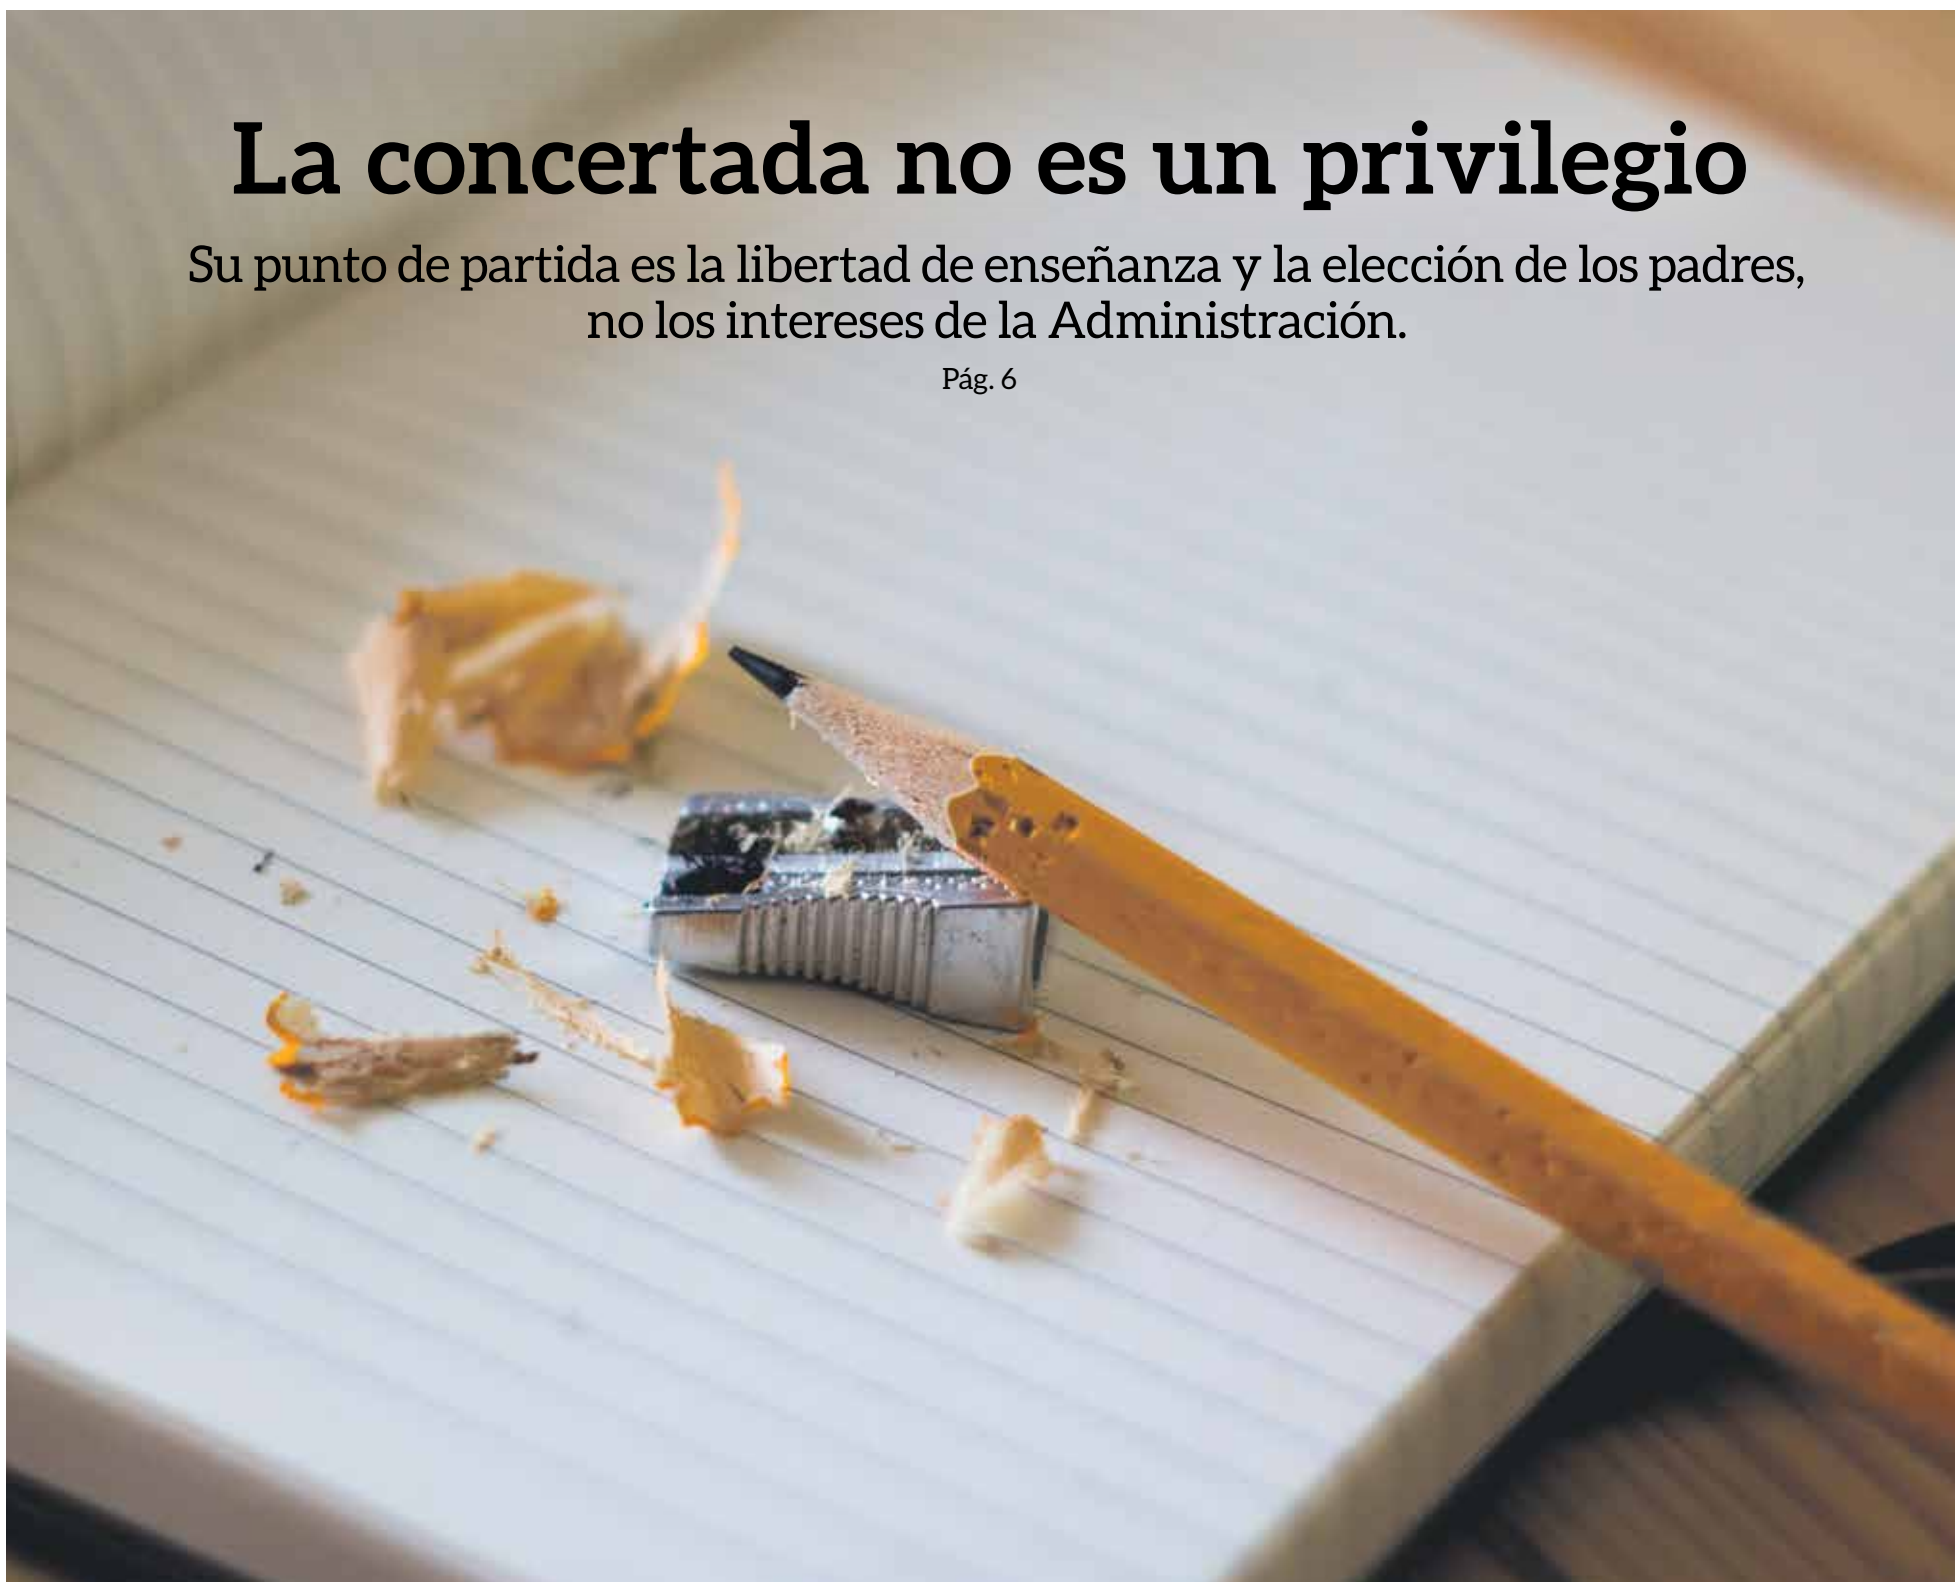 La concertada no es un privilegio
Su punto de partida es la libertad de enseñanza y la elección de los padres,
no los intereses de la Administración.
Pág. 6